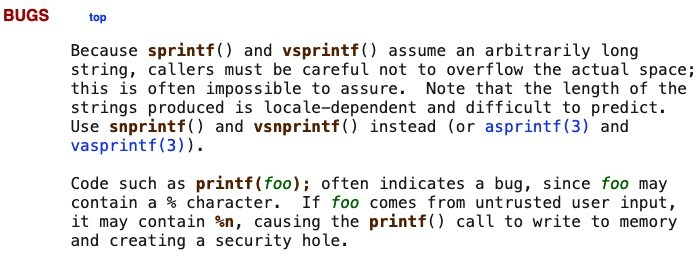 BUGS top
Because sprintf() and vsprintf() assume an arbitrarily long
string, callers must be careful not to overflow the actual space;
this is often impossible to assure.  Note that the length of the
strings produced is locale-dependent and difficult to predict.
Use snprintf() and vsnprintf() instead (or asprintf(3) and
vasprintf(3)).
Code such as printf(foo); often indicates a bug, since foo may
contain a % character.  If foo comes from untrusted user input,
it may contain %n, causing the printf() call to write to memory
and creating a security hole.